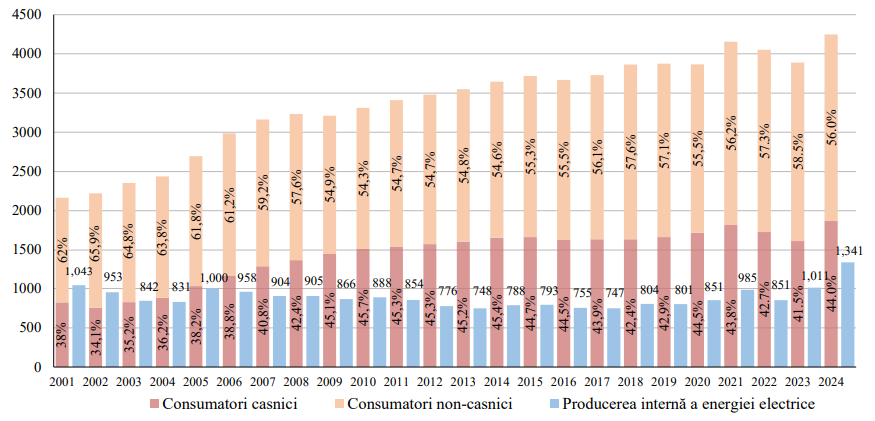 4500
4000
3500
3000
2500
2000
1500
1000
500
0
62% 65,9% 64,8% 63,8% 61,8% 61,2% 59,2% 57,6% 54,9% 54,3% 54,7% 54,7% 54,8% 54,6% 55,3% 55,5% 56,1% 57,6% 57,1% 55,5% 56,2% 57.3% 58.5% 56.0%
1,043 953 842 831 1,000 958 904 905 866 888 854 776 748 788 793 755 747 804 801 851 985 851 1,011 1,341
38% 34,1% 35,2% 36,2% 38,2% 38,8% 40,8% 42,4% 45,1% 45,7% 45,3% 45,3% 45,2% 45,4% 44,7% 44,5% 43,9% 42,4% 42,9% 44,5% 43,8% 42,7% 41,5% 44.0%
2001 2002 2003 2004 2005 2006 2007 2008 2009 2010 2011 2012 2013 2014 2015 2016 2017 2018 2019 2020 2021 2022 2023 2024
Consumatori casnici Consumatori non-casnici Producerea internă a energiei electrice